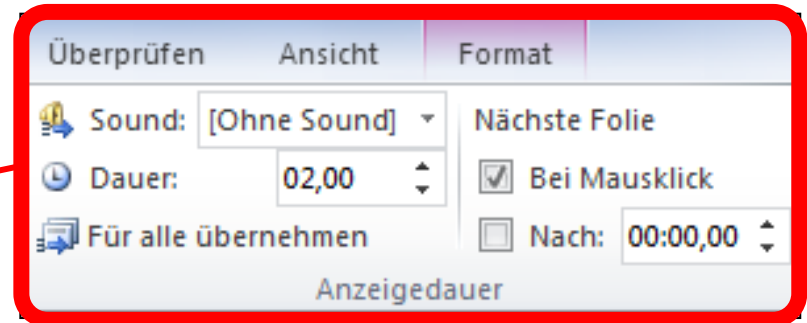 Überprüfen Ansicht Format
Sound: [Ohne Sound] Nächste Folie
Dauer: 02,00 Bei Mausklick
Für alle übernehmen Nach: 00:00,00
Anzeigedauer